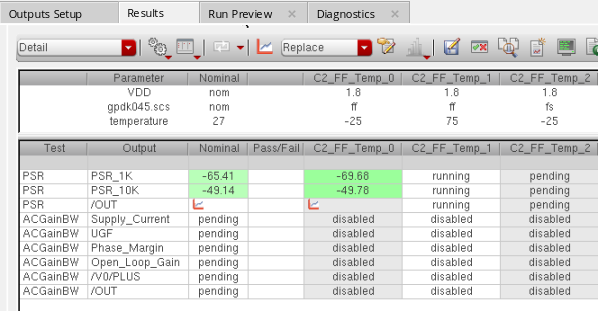 Outputs Setup Results Run Preview Diagnostics
Detail Replace
Parameter Nominal C2_FF_Temp_0 C2_FF_Temp_1 C2_FF_Temp_2
VDD nom 1.8 1.8 1.8
gpdk045.scs nom ff ff fs
temperature 27 -25 75 -25
Test Output Nominal Pass/Fail C2_FF_Temp_0 C2_FF_Temp_1 C2_FF_Temp_2
PSR PSR_1K -65.41 -69.68 running pending
PSR PSR_10K -49.14 -49.78 running pending
PSR /OUT running pending
ACGainBW Supply_Current pending disabled disabled disabled
ACGainBW UGF pending disabled disabled disabled
ACGainBW Phase_Margin pending disabled disabled disabled
ACGainBW Open_Loop_Gain pending disabled disabled disabled
ACGainBW /V0/PLUS pending disabled disabled disabled
ACGainBW /OUT pending disabled disabled disabled